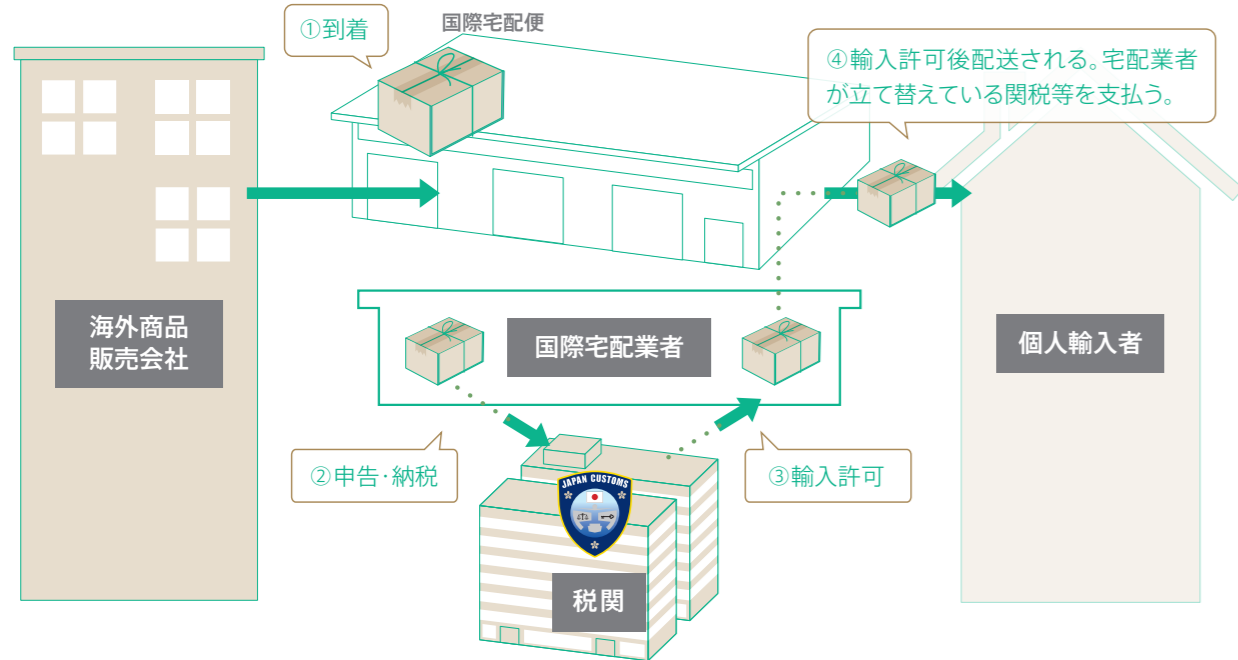 ①到着
国際宅配便
④輸入許可後配送される。宅配業者
が立て替えている関税等を支払う。
海外商品
販売会社
国際宅配業者
個人輸入者
②申告・納税
③輸入許可
JAPAN CUSTOMS
税関